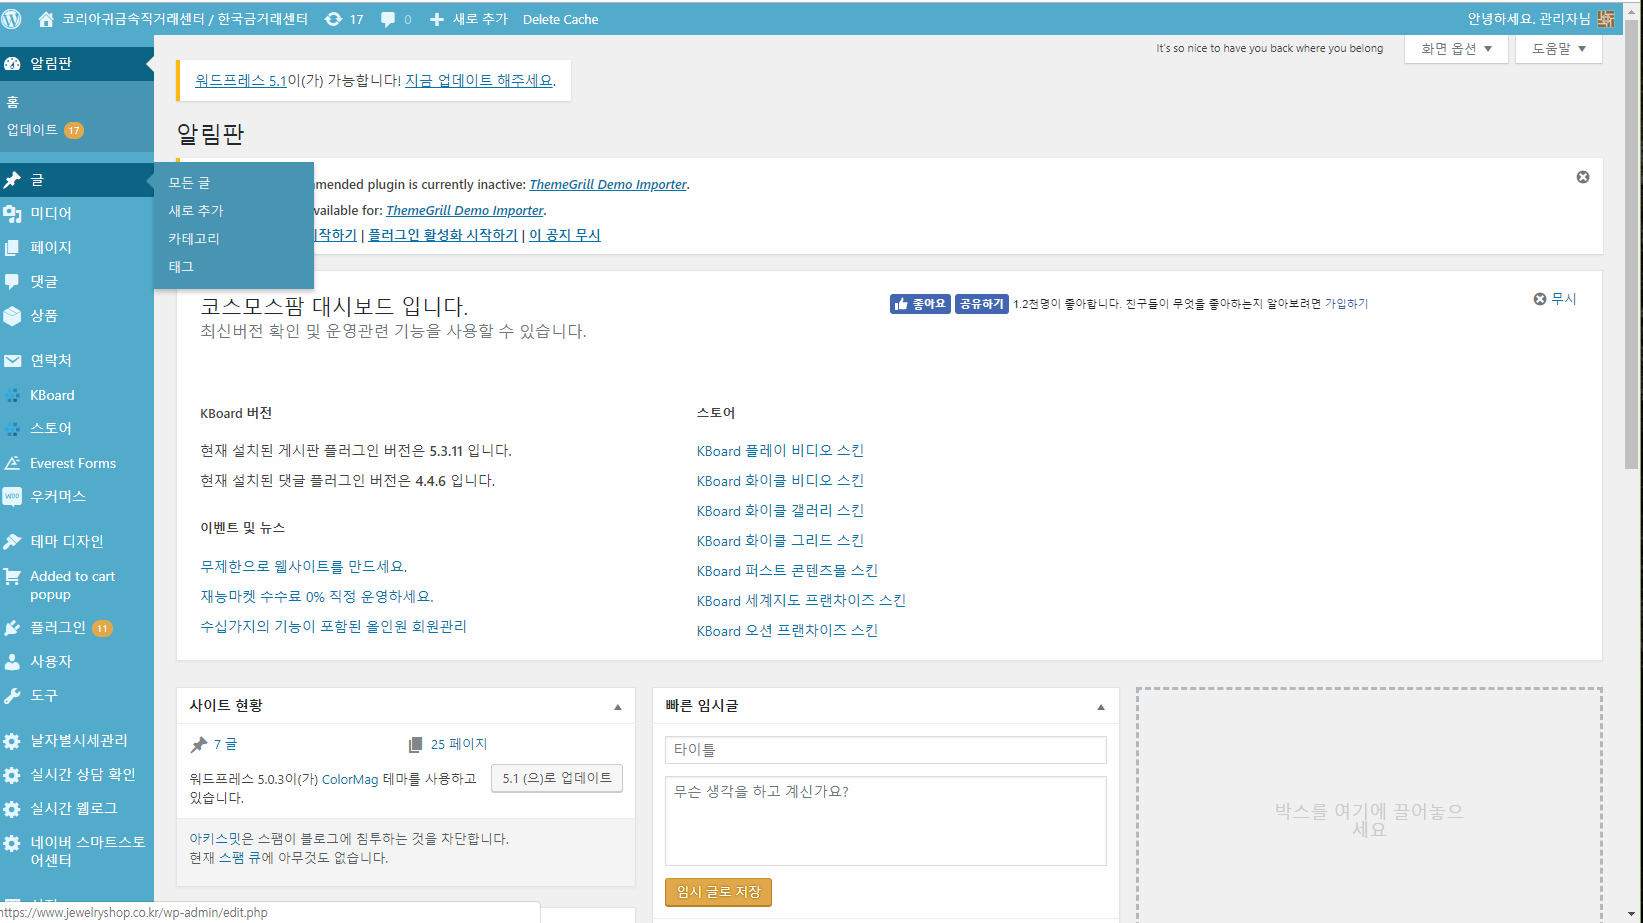 코리아귀금속직거래센터 / 한국금거래센터
17
0
새로 추가
Delete Cache
안녕하세요. 관리자님
알림판
홈
업데이트 17
글
미디어
페이지
댓글
상품
연락처
KBoard
스토어
Everest Forms
우커머스
테마 디자인
Added to cart
popup
플러그인 11
사용자
도구
날자별시세관리
실시간 상담 확인
실시간 웰로그
네이버 스마트스토
어센터
모든 글
새로 추가
카테고리
태그
It's so nice to have you back where you belong
화면 옵션 ▼
도움말 ▼
워드프레스 5.1이(가) 가능합니다! 지금 업데이트 해주세요.
알림판
mmended plugin is currently inactive: ThemeGrill Demo Importer.
vailable for: ThemeGrill Demo Importer.
시작하기 | 플러그인 활성화 시작하기 | 이 공지 무시
코스모스팜 대시보드 입니다.
최신버전 확인 및 운영관련 기능을 사용할 수 있습니다.
좋아요 공유하기 1.2천명이 좋아합니다. 친구들이 무엇을 좋아하는지 알아보려면 가입하기
무시
KBoard 버전
현재 설치된 게시판 플러그인 버전은 5.3.11 입니다.
현재 설치된 댓글 플러그인 버전은 4.4.6 입니다.
이벤트 및 뉴스
무제한으로 웹사이트를 만드세요.
재능마켓 수수료 0% 직정 운영하세요.
수십가지의 기능이 포함된 올인원 회원관리
스토어
KBoard 플레이 비디오 스킨
KBoard 화이클 비디오 스킨
KBoard 화이클 갤러리 스킨
KBoard 화이클 그리드 스킨
KBoard 퍼스트 콘텐츠몰 스킨
KBoard 세계지도 프랜차이즈 스킨
KBoard 오션 프랜차이즈 스킨
사이트 현황
7 글
25 페이지
워드프레스 5.0.3이(가) ColorMag 테마를 사용하고
있습니다.
5.1 (으)로 업데이트
아키스밋은 스팸이 블로그에 침투하는 것을 차단합니다.
현재 스팸 큐에 아무것도 없습니다.
빠른 임시글
타이틀
무슨 생각을 하고 계신가요?
임시 글로 저장
박스를 여기에 끌어놓으
세요
https://www.jewelryshop.co.kr/wp-admin/edit.php